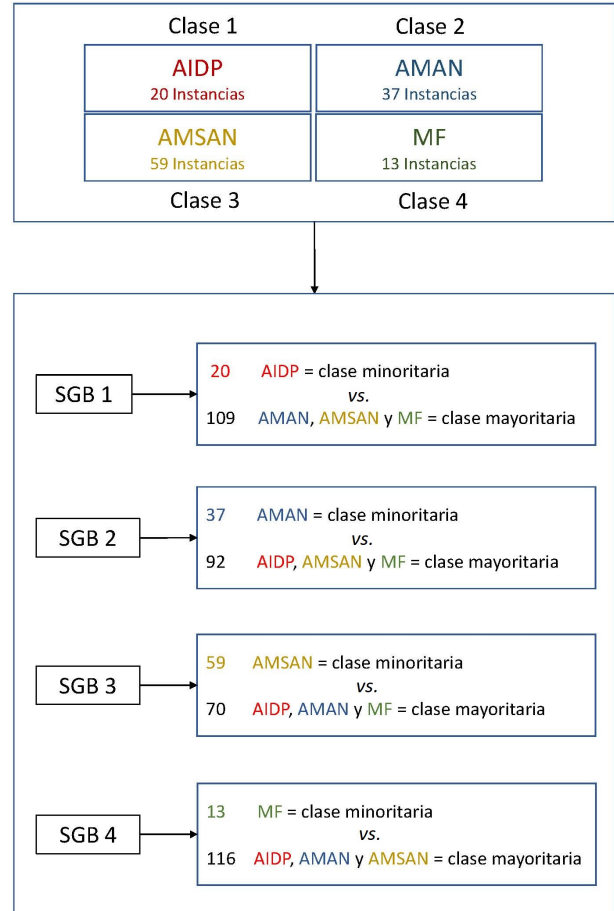 Clase 1
Clase 2
AIDP
20 Instancias
AMAN
37 Instancias
AMSAN
59 Instancias
MF
13 Instancias
Clase 3
Clase 4
SGB 1
20 AIDP = clase minoritaria
vs.
109 AMAN, AMSAN y MF = clase mayoritaria
SGB 2
37 AMAN = clase minoritaria
vs.
92 AIDP, AMSAN y MF = clase mayoritaria
SGB 3
59 AMSAN = clase minoritaria
vs.
70 AIDP, AMAN y MF = clase mayoritaria
SGB 4
13 MF = clase minoritaria
vs.
116 AIDP, AMAN y AMSAN = clase mayoritaria